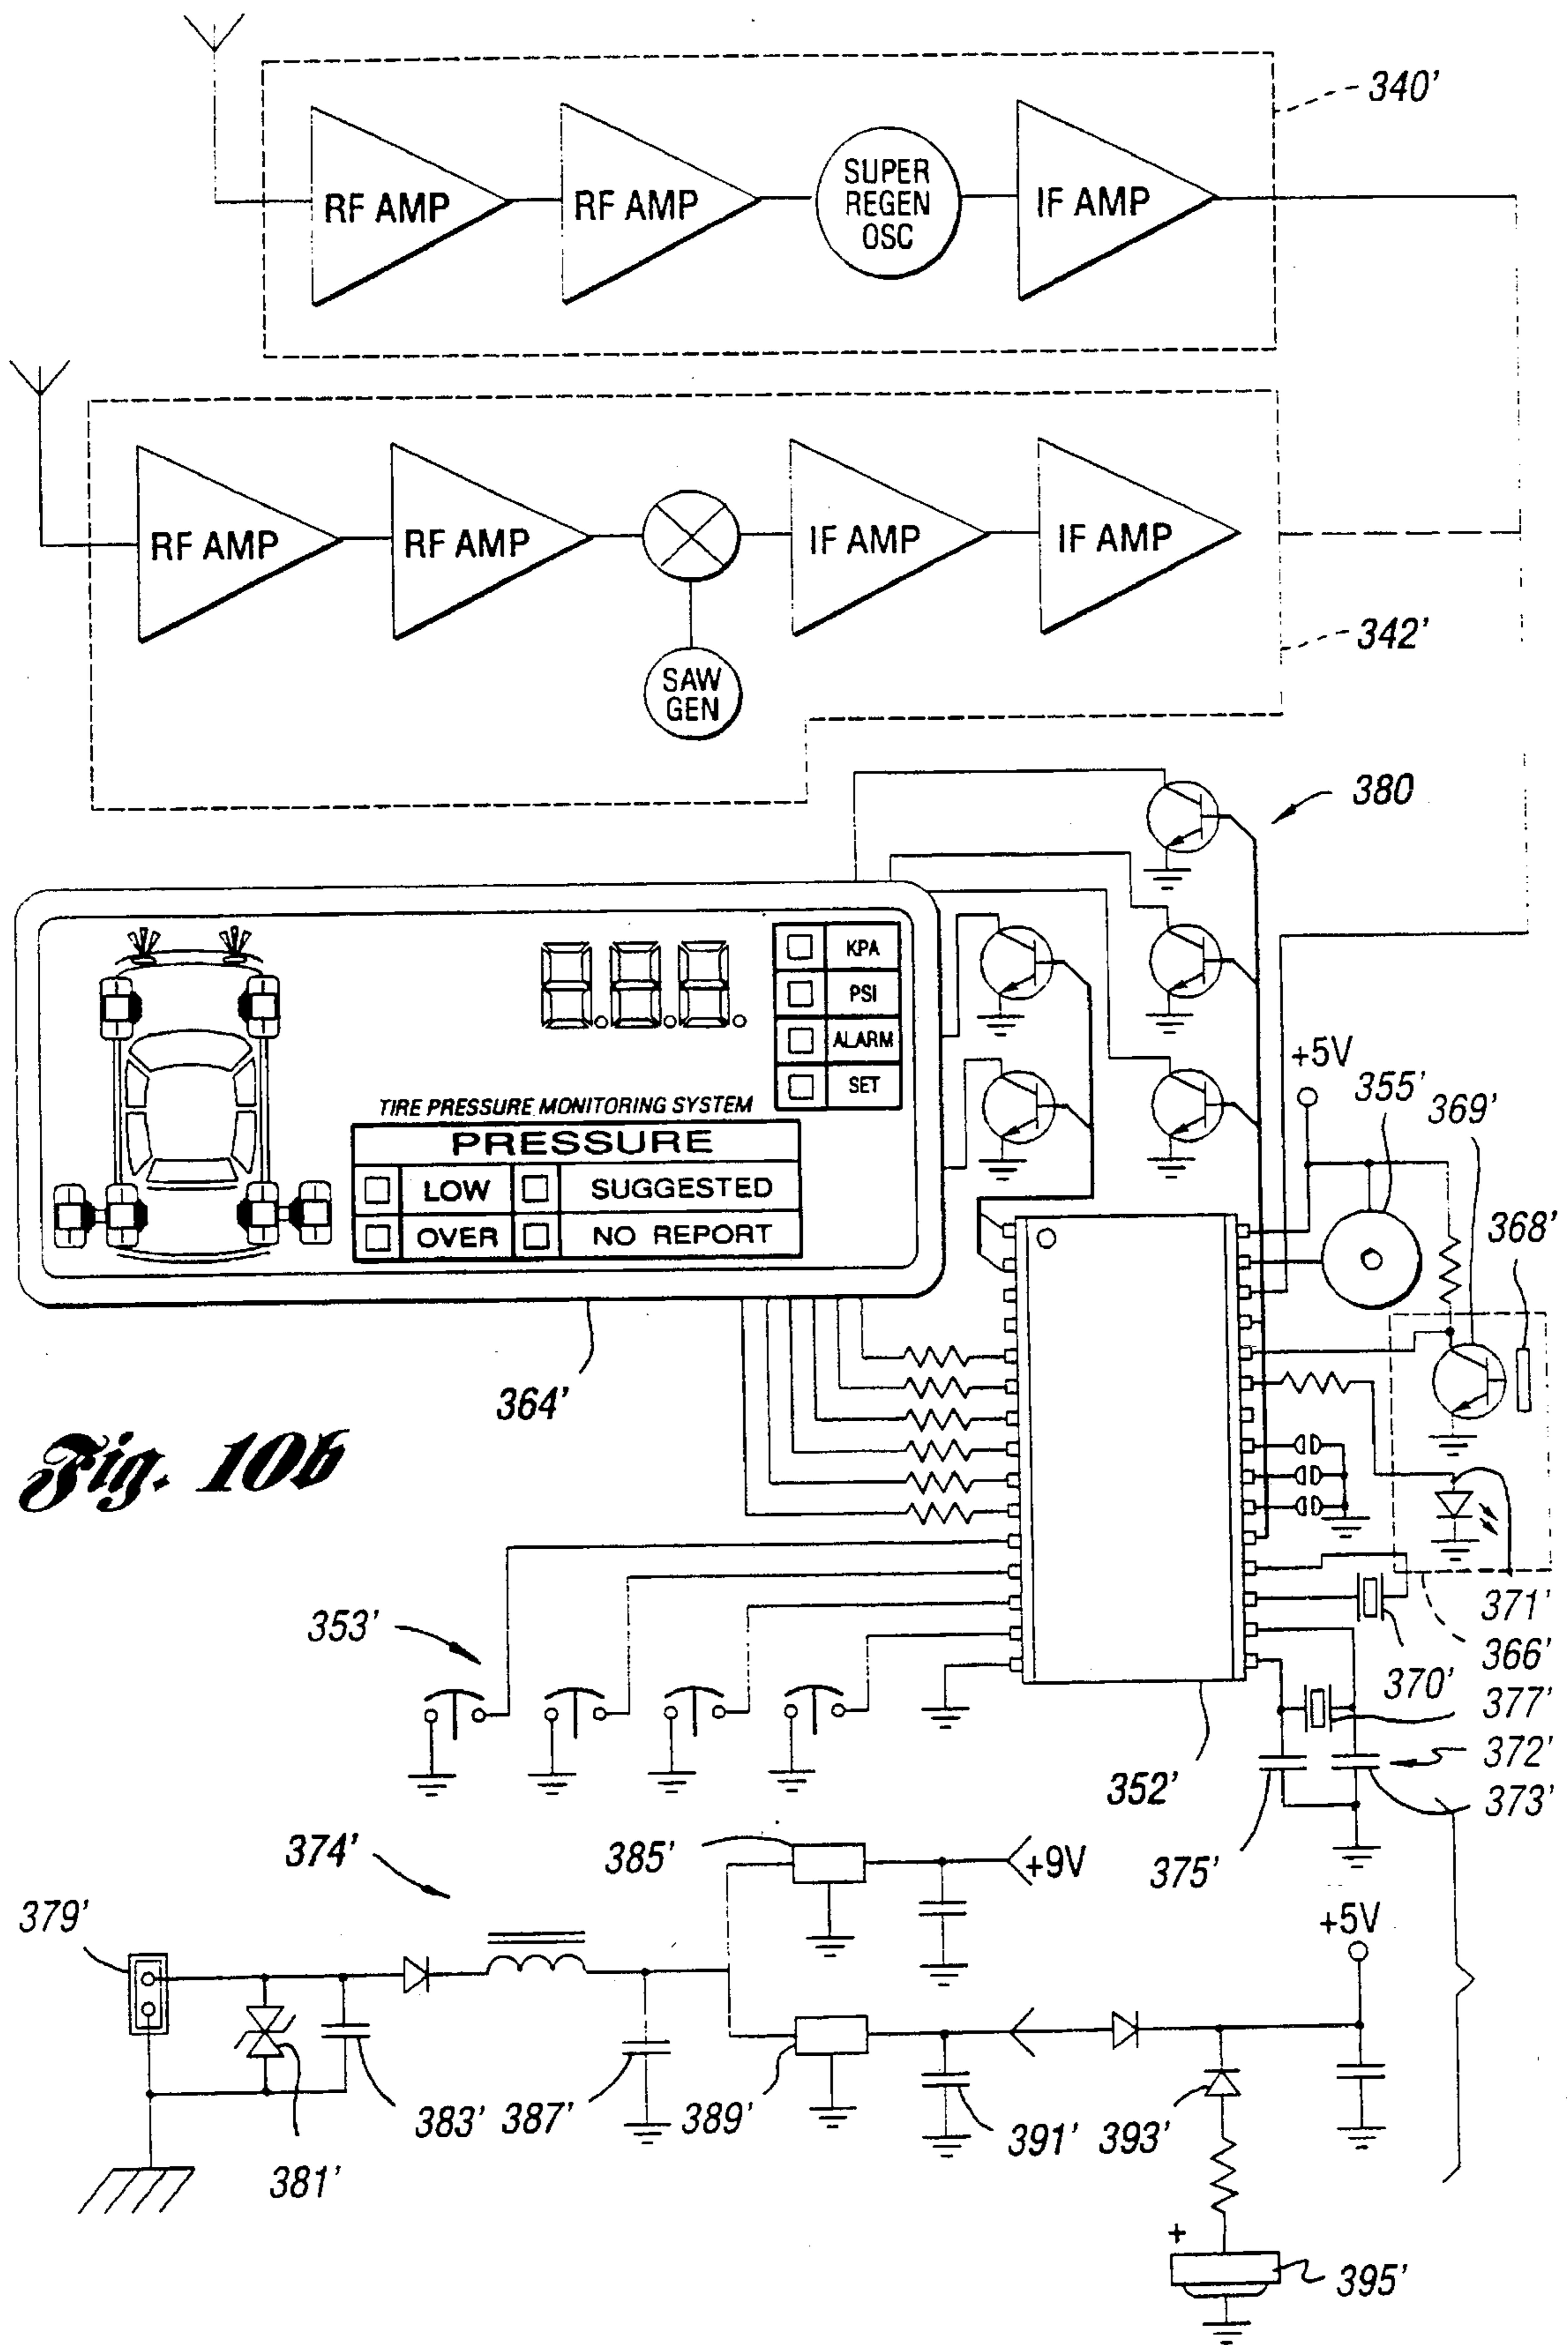 340'
RF AMP
RF AMP
SUPER
REGEN
OSC
IF AMP
RF AMP
RF AMP
IF AMP
IF AMP
342'
SAW
GEN
380
KPA
PSI
ALARM
SET
TIRE PRESSURE MONITORING SYSTEM
PRESSURE
LOW
SUGGESTED
OVER
NO REPORT
+5V
355'
369'
368'
364'
Fig. 10b
353'
371'
366'
370'
377'
372'
352'
373'
375'
374'
385'
+9V
379'
+5V
383'
387'
389'
391'
393'
381'
+
395'